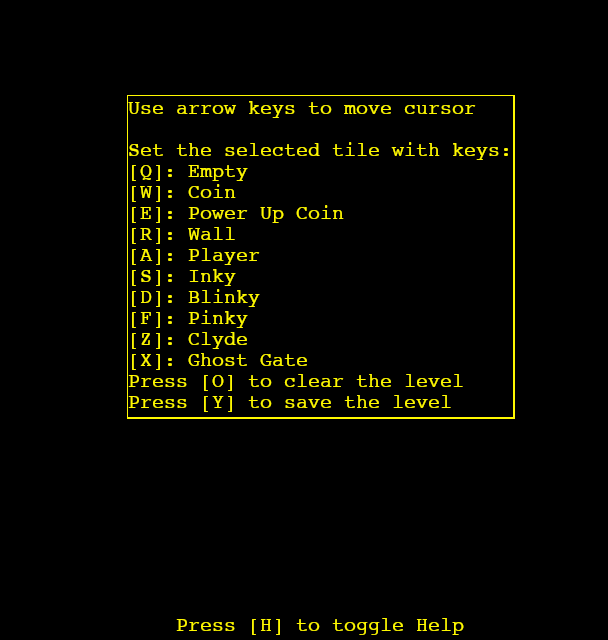 Use arrow keys to move cursor
Set the selected tile with keys:
[Q]: Empty
[W]: Coin
[E]: Power Up Coin
[R]: Wall
[A]: Player
[S]: Inky
[D]: Blinky
[F]: Pinky
[Z]: Clyde
[X]: Ghost Gate
Press [O] to clear the level
Press [Y] to save the level
Press [H] to toggle Help